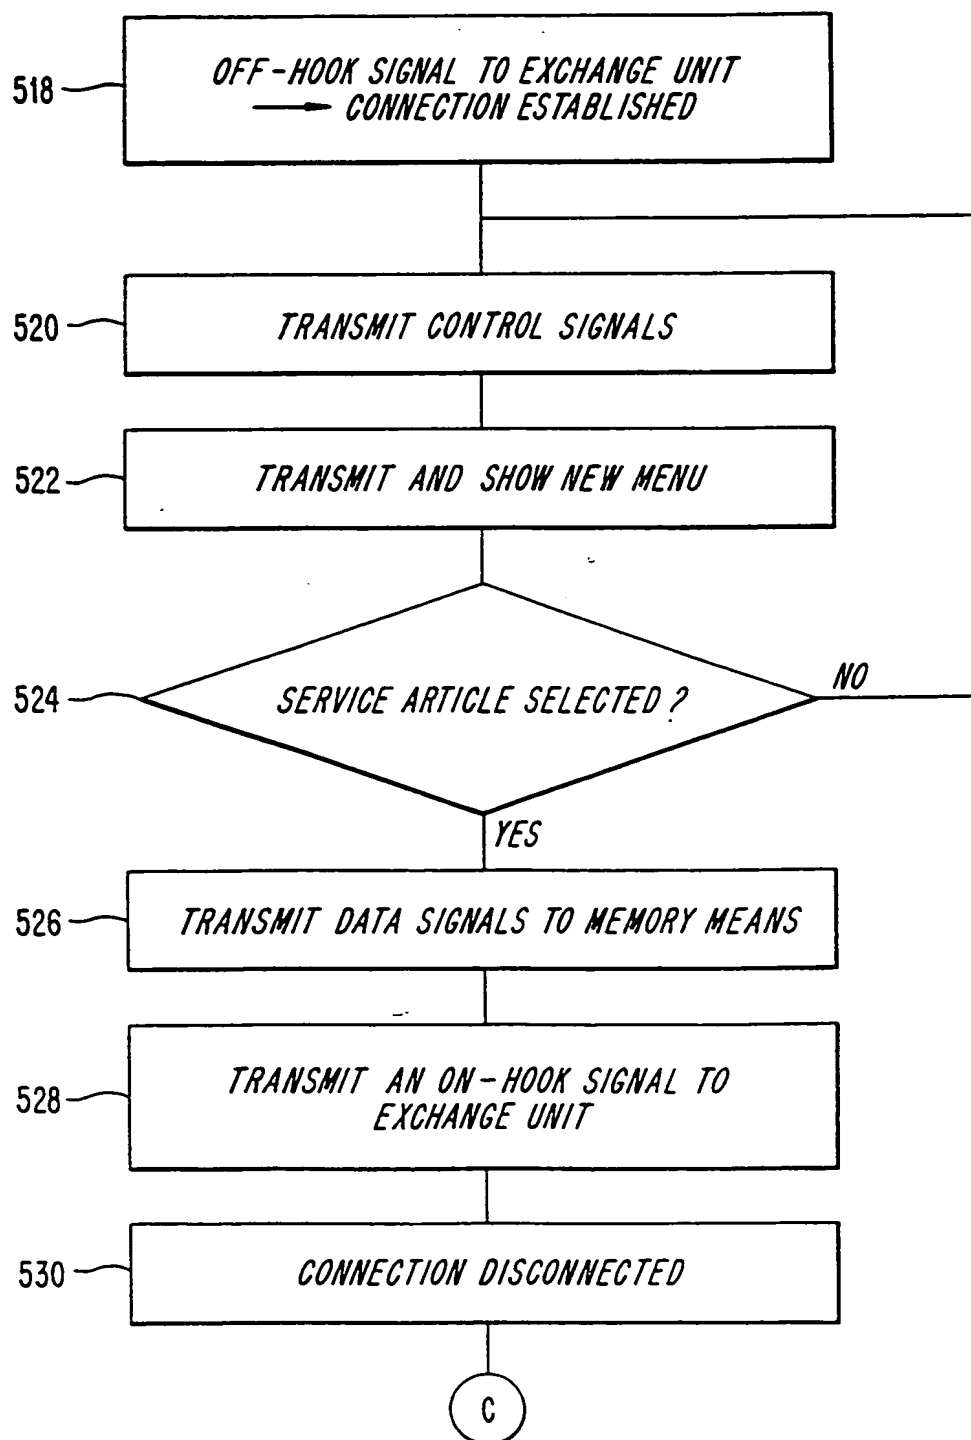 518
OFF-HOOK SIGNAL TO EXCHANGE UNIT
→ CONNECTION ESTABLISHED
520
TRANSMIT CONTROL SIGNALS
522
TRANSMIT AND SHOW NEW MENU
524
SERVICE ARTICLE SELECTED ?
NO
YES
526
TRANSMIT DATA SIGNALS TO MEMORY MEANS
528
TRANSMIT AN ON-HOOK SIGNAL TO
EXCHANGE UNIT
530
CONNECTION DISCONNECTED
C